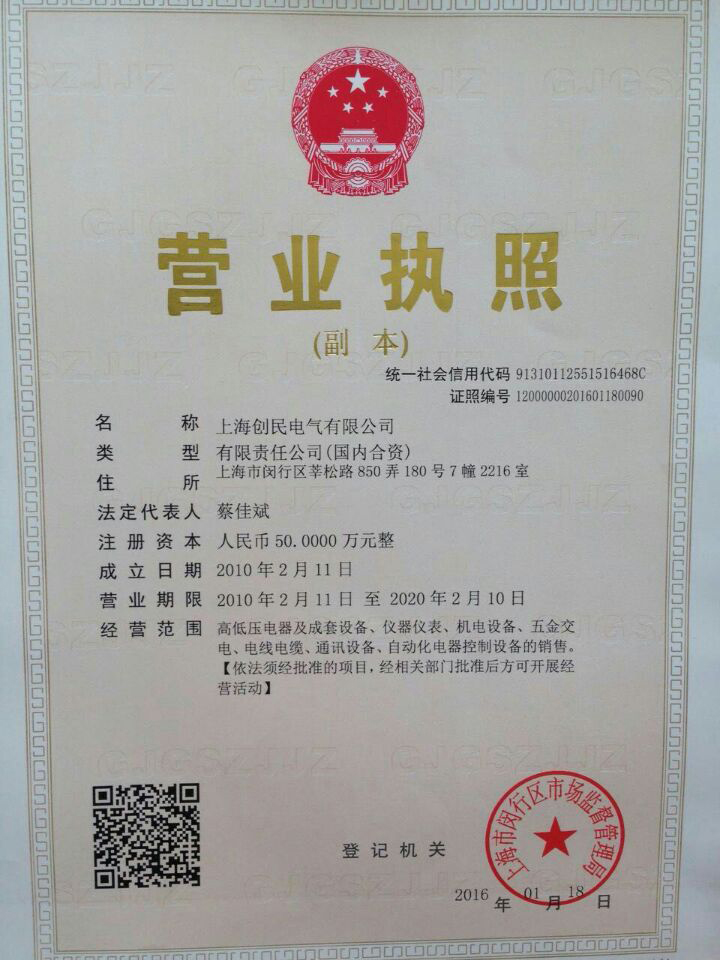 营业执照
(副 本)
统一社会信用代码 91310112551516468C
证照编号 12000000201601180090
名 称 上海创民电气有限公司
类 型 有限责任公司(国内合资)
住 所 上海市闵行区莘松路850弄180号7幢2216室
法定代表人 蔡佳斌
注册资本 人民币50.0000万元整
成立日期 2010年2月11日
营业期限 2010年2月11日 至 2020年2月10日
经营范围 高低压电器及成套设备、仪器仪表、机电设备、五金交
电、电线电缆、通讯设备、自动化电器控制设备的销售。
【依法须经批准的项目，经相关部门批准后方可开展经
营活动】
登记机关
上海市闵行区市场监督管理局
2016 年 01 月 18 日